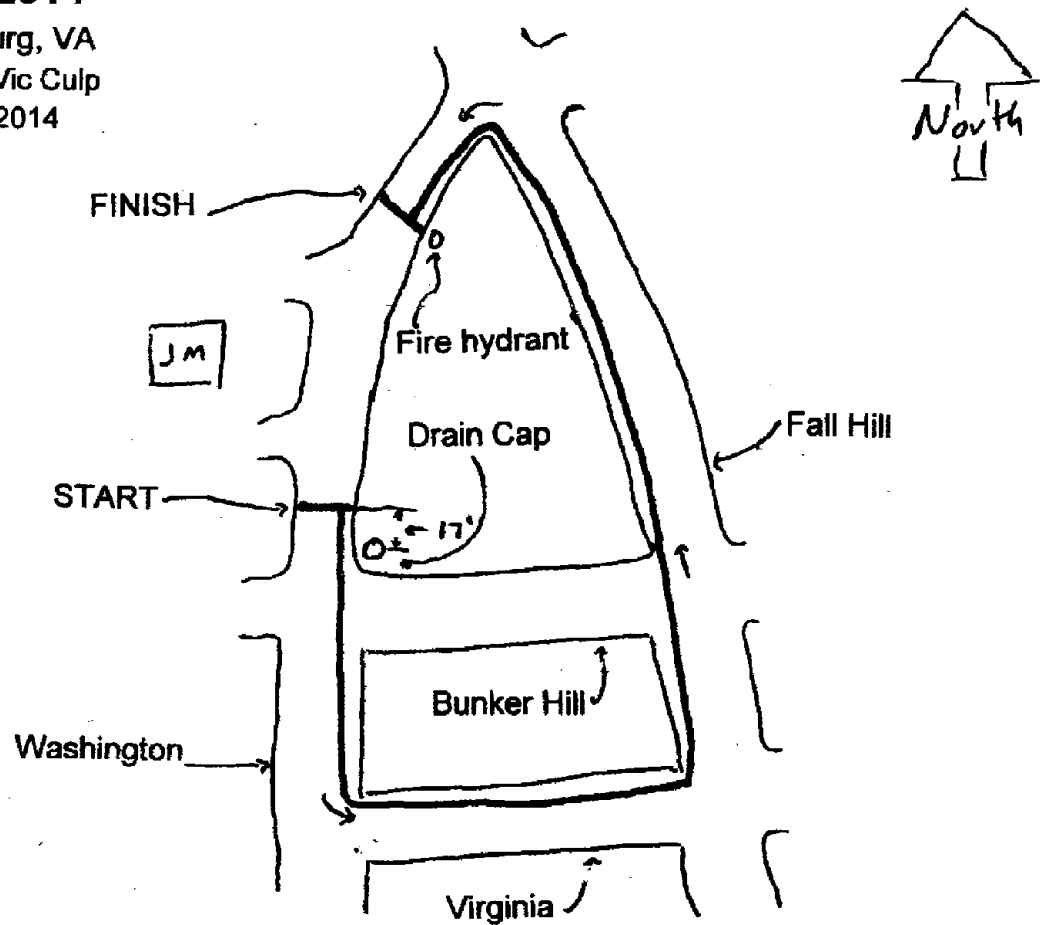 urg, VA
Vic Culp
2014
North
FINISH
Fire hydrant
JM
Drain Cap
Fall Hill
START
17'
Bunker Hill
Washington
Virginia